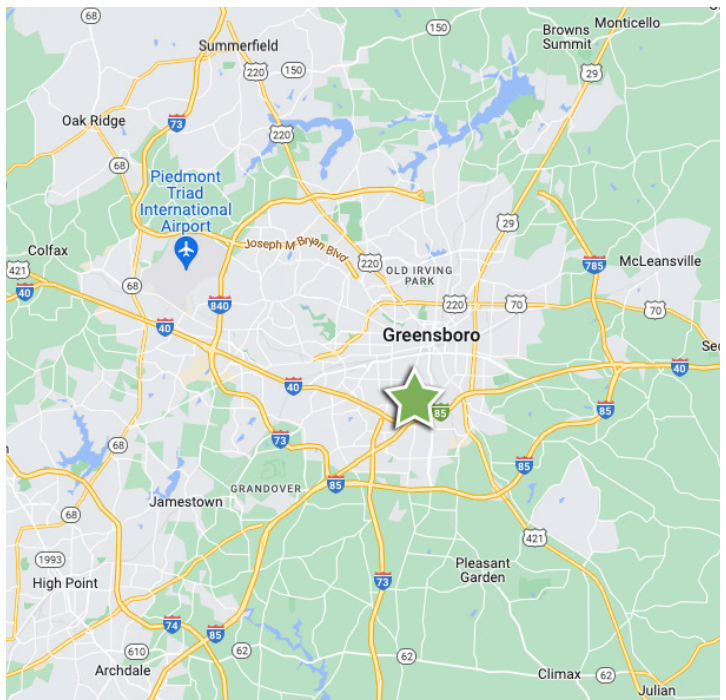 68
Summerfield
220
150
150
Browns
Summit
Monticello
29
Oak Ridge
73
220
68
Piedmont
Triad
International
Airport
Joseph M Bryan Blvd
29
Colfax
421
40
68
220
OLD IRVING
PARK
785
McLeansville
840
40
220
70
70
Greensboro
40
85
40
85
73
68
85
85
GRANDOVER
Jamestown
68
421
1993
High Point
73
Pleasant
Garden
74
85
610
62
62
Archdale
Climax
62
Julian